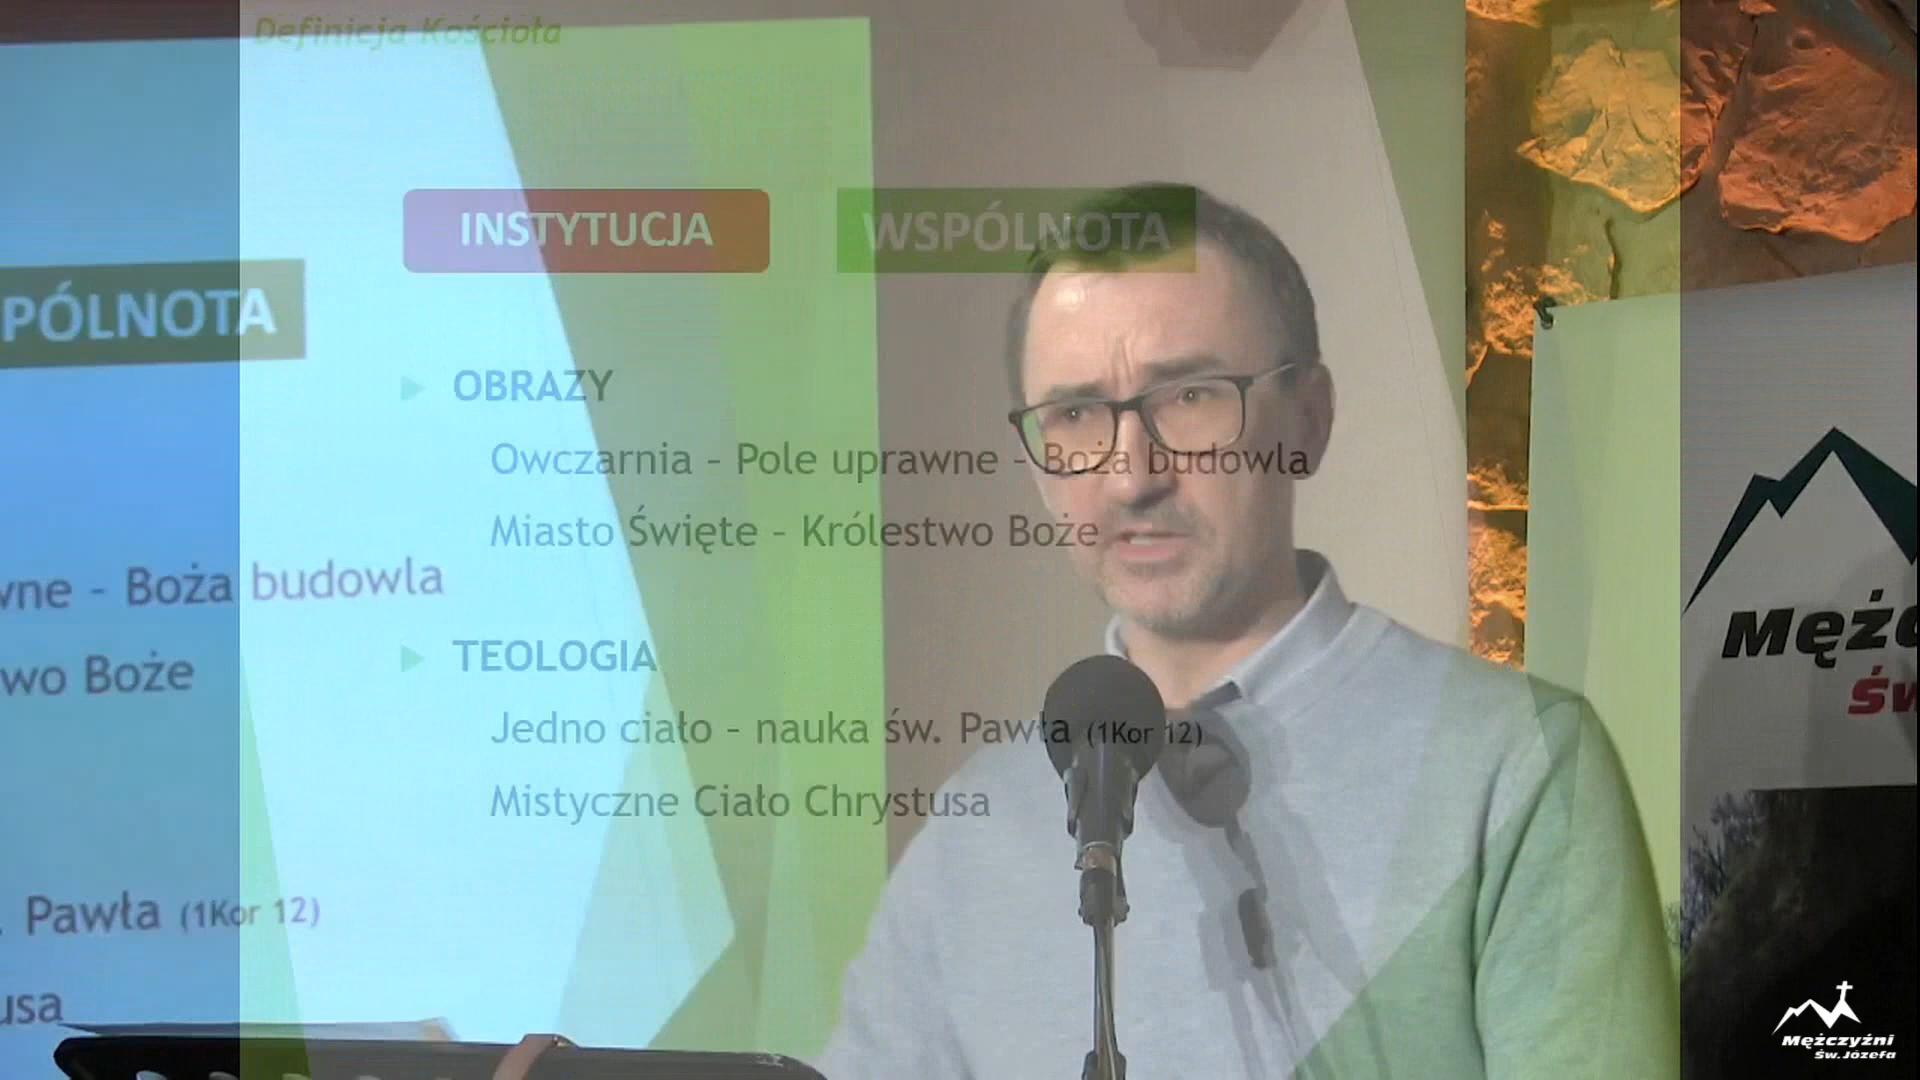 Definicja Kościoła
INSTYTUCJA
WSPÓLNOTA
OBRAZY
Owczarnia – Pole uprawne – Boża budowla
Miasto Święte – Królestwo Boże
TEOLOGIA
Jedno ciało – nauka św. Pawła (1Kor 12)
Mistyczne Ciało Chrystusa
PÓLNOTA
wne – Boża budowla
wo Boże
. Pawła (1Kor 12)
usa
Mężc
Św
Mężczyźni
Św. Józefa